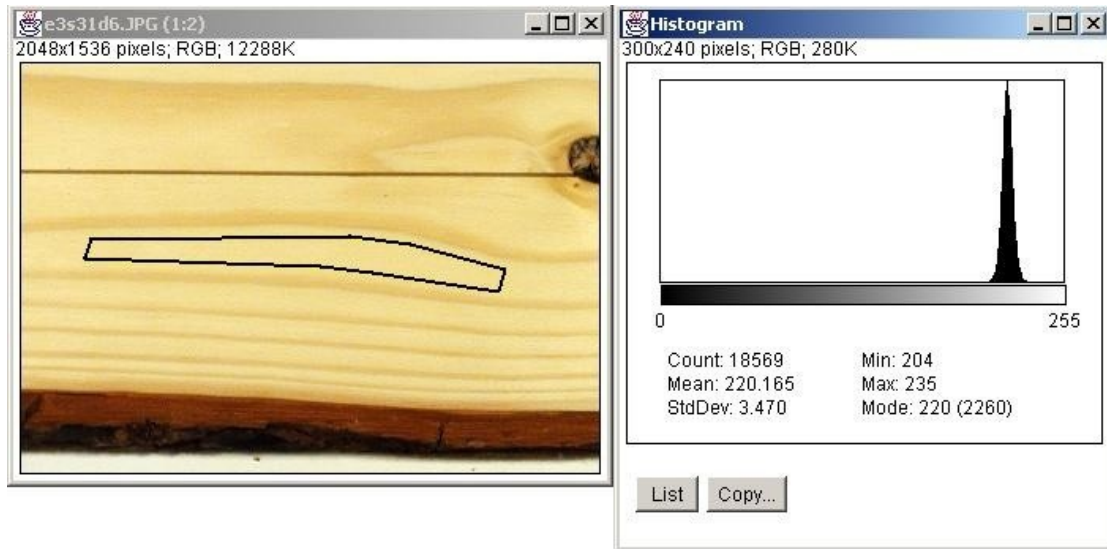 e3s31d6.JPG (1:2)
2048x1536 pixels; RGB; 12288K
Histogram
300x240 pixels; RGB; 280K
0
255
Count: 18569
Min: 204
Mean: 220.165
Max: 235
StdDev: 3.470
Mode: 220 (2260)
List
Copy...